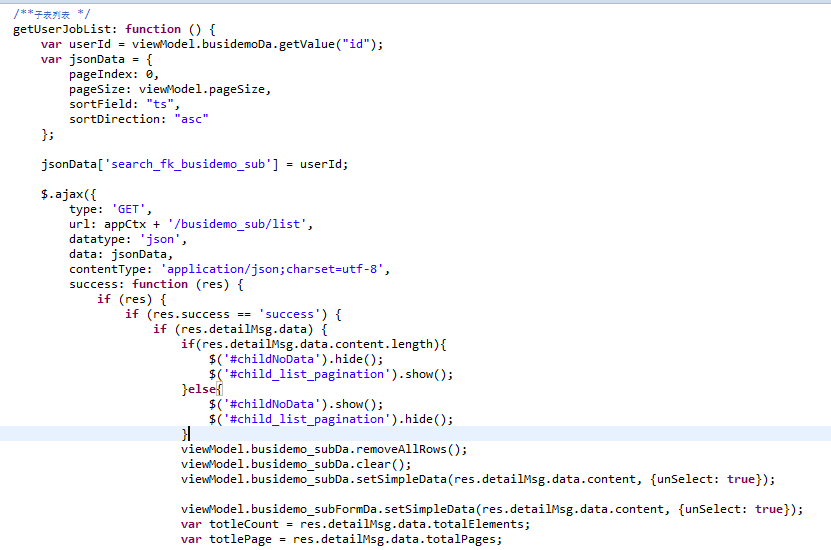 /**子表列表 */
getUserJobList: function () {
var userId = viewModel.busidemoDa.getValue("id");
var jsonData = {
pageIndex: 0,
pageSize: viewModel.pageSize,
sortField: "ts",
sortDirection: "asc"
};
jsonData['search_fk_busidemo_sub'] = userId;
$.ajax({
type: 'GET',
url: appCtx + '/busidemo_sub/list',
datatype: 'json',
data: jsonData,
contentType: 'application/json;charset=utf-8',
success: function (res) {
if (res) {
if (res.success == 'success') {
if (res.detailMsg.data) {
if(res.detailMsg.data.content.length){
$('#childNoData').hide();
$('#child_list_pagination').show();
}else{
$('#childNoData').show();
$('#child_list_pagination').hide();
}
viewModel.busidemo_subDa.removeAllRows();
viewModel.busidemo_subDa.clear();
viewModel.busidemo_subDa.setSimpleData(res.detailMsg.data.content, {unSelect: true});
viewModel.busidemo_subFormDa.setSimpleData(res.detailMsg.data.content, {unSelect: true});
var totleCount = res.detailMsg.data.totalElements;
var totlePage = res.detailMsg.data.totalPages;